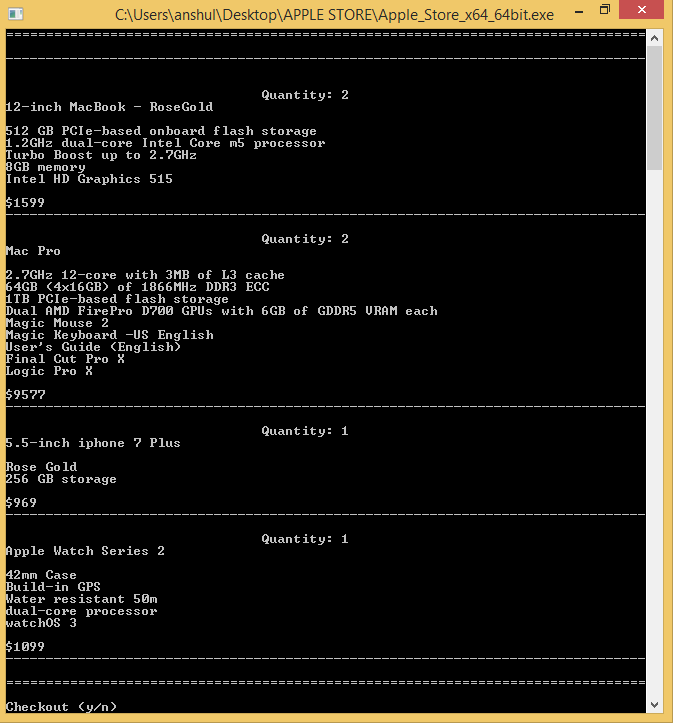 C:\Users\anshul\Desktop\APPLE STORE\Apple_Store_x64_64bit.exe
Quantity: 2
12-inch MacBook - RoseGold
512 GB PCIe-based onboard flash storage
1.2GHz dual-core Intel Core m5 processor
Turbo Boost up to 2.7GHz
8GB memory
Intel HD Graphics 515
$1599
Quantity: 2
Mac Pro
2.7GHz 12-core with 3MB of L3 cache
64GB (4x16GB) of 1866MHz DDR3 ECC
1TB PCIe-based flash storage
Dual AMD FirePro D700 GPUs with 6GB of GDDR5 VRAM each
Magic Mouse 2
Magic Keyboard -US English
User's Guide (English)
Final Cut Pro X
Logic Pro X
$9577
Quantity: 1
5.5-inch iphone 7 Plus
Rose Gold
256 GB storage
$969
Quantity: 1
Apple Watch Series 2
42mm Case
Build-in GPS
Water resistant 50m
dual-core processor
watchOS 3
$1099
Checkout (y/n)